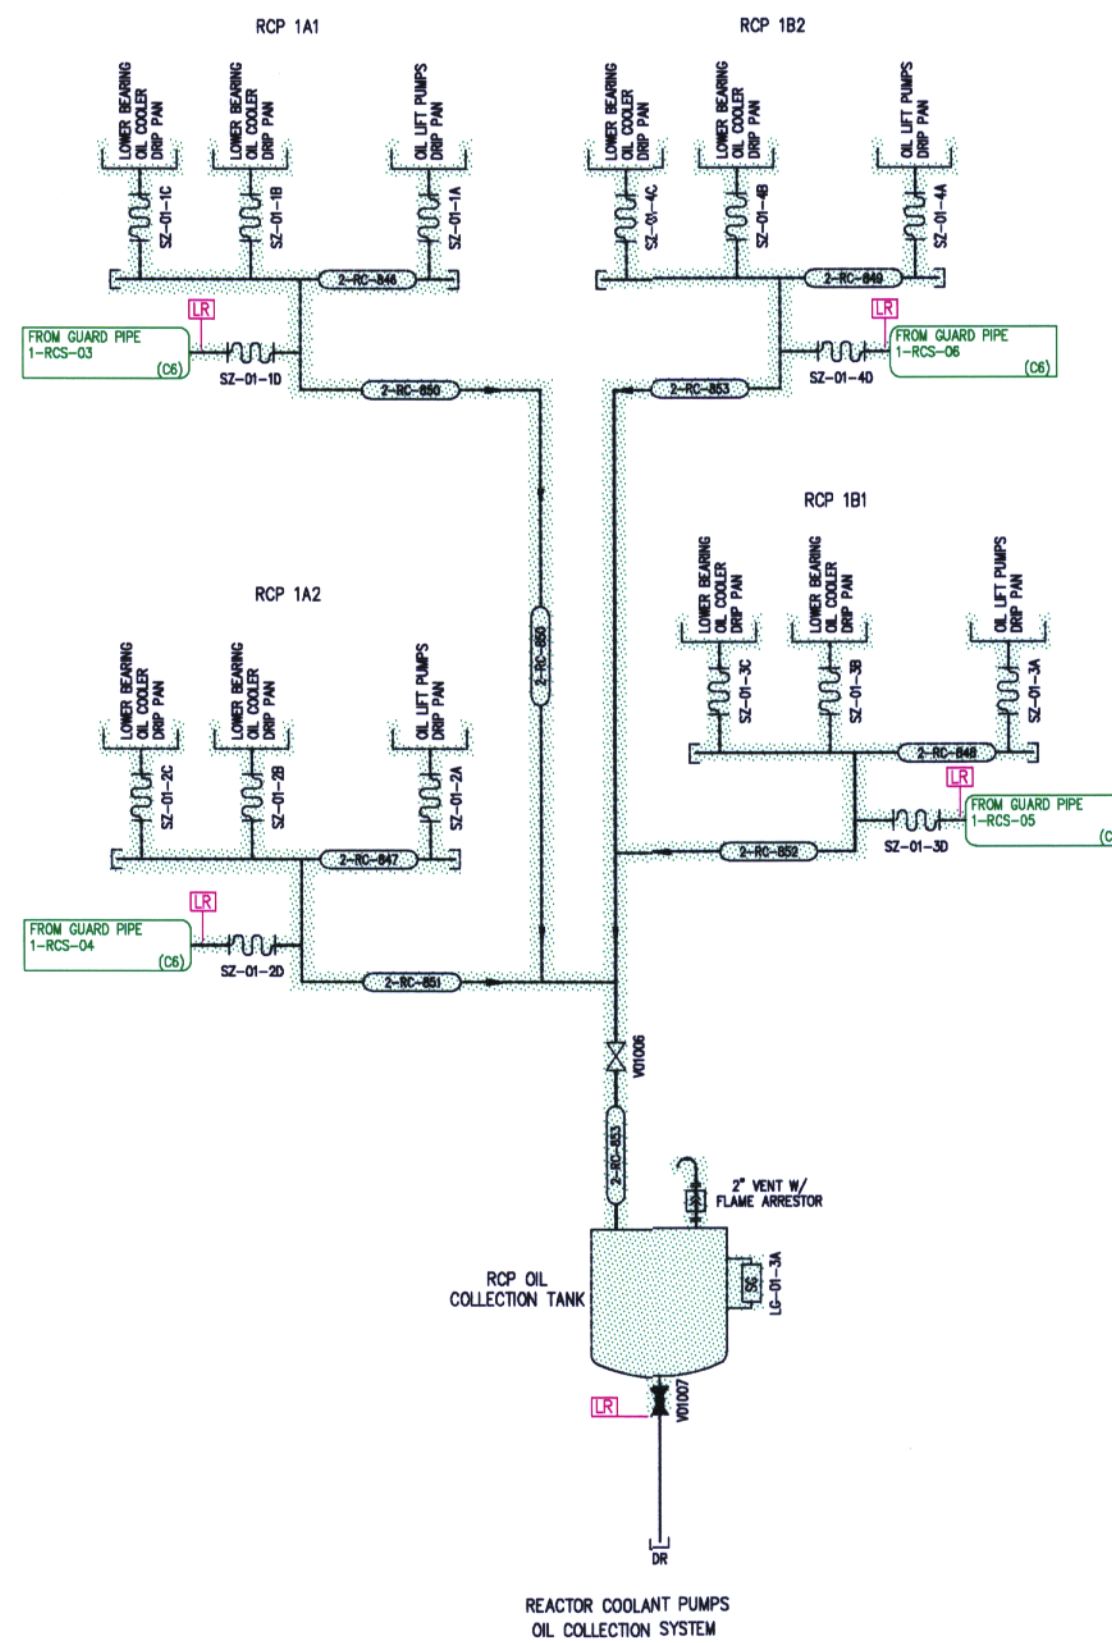 RCP 1A1
LOWER BEARING
OIL COOLER
DRIP PAN
LOWER BEARING
OIL COOLER
DRIP PAN
OIL LIFT PUMPS
DRIP PAN
SZ-01-1C
SZ-01-1B
SZ-01-1A
2-RC-846
LR
FROM GUARD PIPE
1-RCS-03
(C6)
SZ-01-1D
2-RC-850
2-RC-850
RCP 1B2
LOWER BEARING
OIL COOLER
DRIP PAN
LOWER BEARING
OIL COOLER
DRIP PAN
OIL LIFT PUMPS
DRIP PAN
SZ-01-4C
SZ-01-4B
SZ-01-4A
2-RC-849
LR
FROM GUARD PIPE
1-RCS-06
(C6)
SZ-01-4D
2-RC-853
RCP 1B1
LOWER BEARING
OIL COOLER
DRIP PAN
LOWER BEARING
OIL COOLER
DRIP PAN
OIL LIFT PUMPS
DRIP PAN
SZ-01-3C
SZ-01-3B
SZ-01-3A
2-RC-848
LR
FROM GUARD PIPE
1-RCS-05
(C
SZ-01-3D
2-RC-852
RCP 1A2
LOWER BEARING
OIL COOLER
DRIP PAN
LOWER BEARING
OIL COOLER
DRIP PAN
OIL LIFT PUMPS
DRIP PAN
SZ-01-2C
SZ-01-2B
SZ-01-2A
2-RC-847
LR
FROM GUARD PIPE
1-RCS-04
(C6)
SZ-01-2D
2-RC-851
V01006
2-RC-853
2" VENT W/
FLAME ARRESTOR
RCP OIL
COLLECTION TANK
SG
LG-01-3A
LR
V01007
DR
REACTOR COOLANT PUMPS
OIL COLLECTION SYSTEM